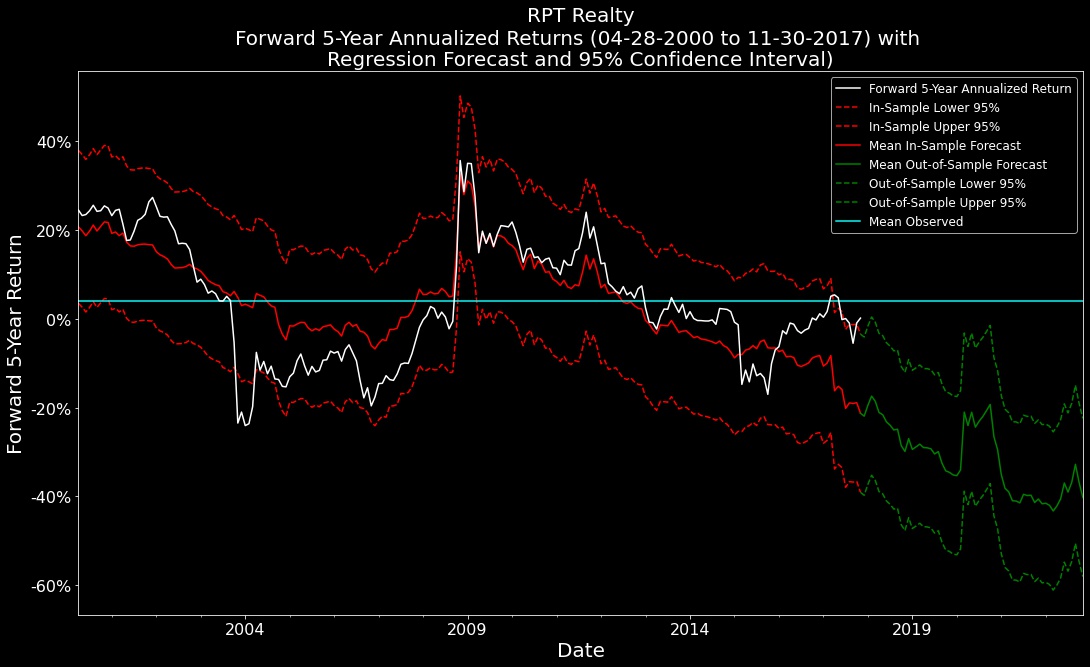 RPT Realty
Forward 5-Year Annualized Returns (04-28-2000 to 11-30-2017) with
Regression Forecast and 95% Confidence Interval)
Forward 5-Year Annualized Return
In-Sample Lower 95%
In-Sample Upper 95%
Mean In-Sample Forecast
Mean Out-of-Sample Forecast
Out-of-Sample Lower 95%
Out-of-Sample Upper 95%
Mean Observed
Forward 5-Year Return
40%
20%
0%
-20%
-40%
-60%
2004 2009 2014 2019
Date